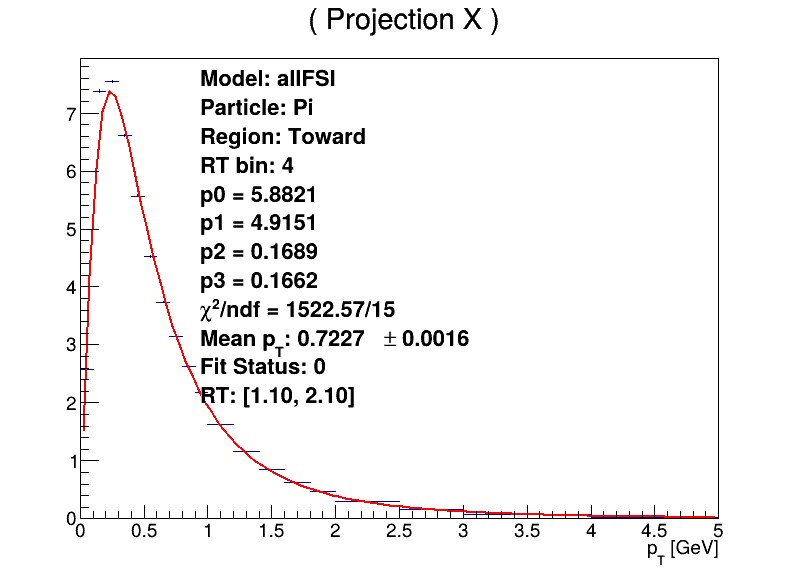 ( Projection X )
Model: allFSI
Particle: Pi
Region: Toward
RT bin: 4
p0 = 5.8821
p1 = 4.9151
p2 = 0.1689
p3 = 0.1662
χ²/ndf = 1522.57/15
Mean p_T: 0.7227 ± 0.0016
Fit Status: 0
RT: [1.10, 2.10]
7
6
5
4
3
2
1
0
0 0.5 1 1.5 2 2.5 3 3.5 4 4.5 5
p_T [GeV]